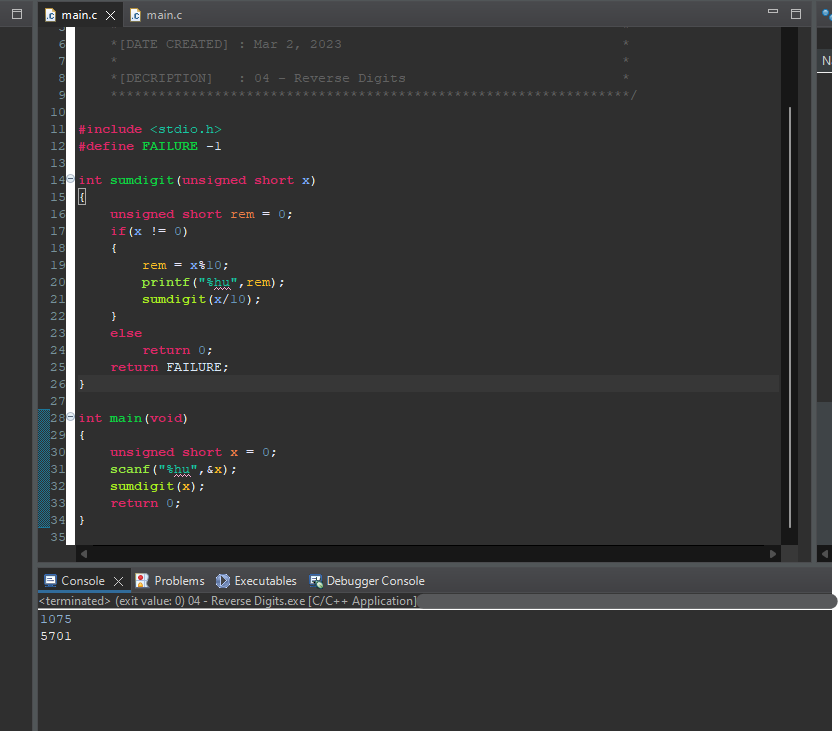 main.c
main.c
5
6 *[DATE CREATED] : Mar 2, 2023 *
7 * *
8 *[DECRIPTION] : 04 – Reverse Digits *
9 *****************************************************************/
10
11 #include <stdio.h>
12 #define FAILURE -1
13
14 int sumdigit(unsigned short x)
15 {
16 unsigned short rem = 0;
17 if(x != 0)
18 {
19 rem = x%10;
20 printf("%hu",rem);
21 sumdigit(x/10);
22 }
23 else
24 return 0;
25 return FAILURE;
26 }
27
28 int main(void)
29 {
30 unsigned short x = 0;
31 scanf("%hu",&x);
32 sumdigit(x);
33 return 0;
34 }
35
Console Problems Executables Debugger Console
<terminated> (exit value: 0) 04 - Reverse Digits.exe [C/C++ Application]
1075
5701